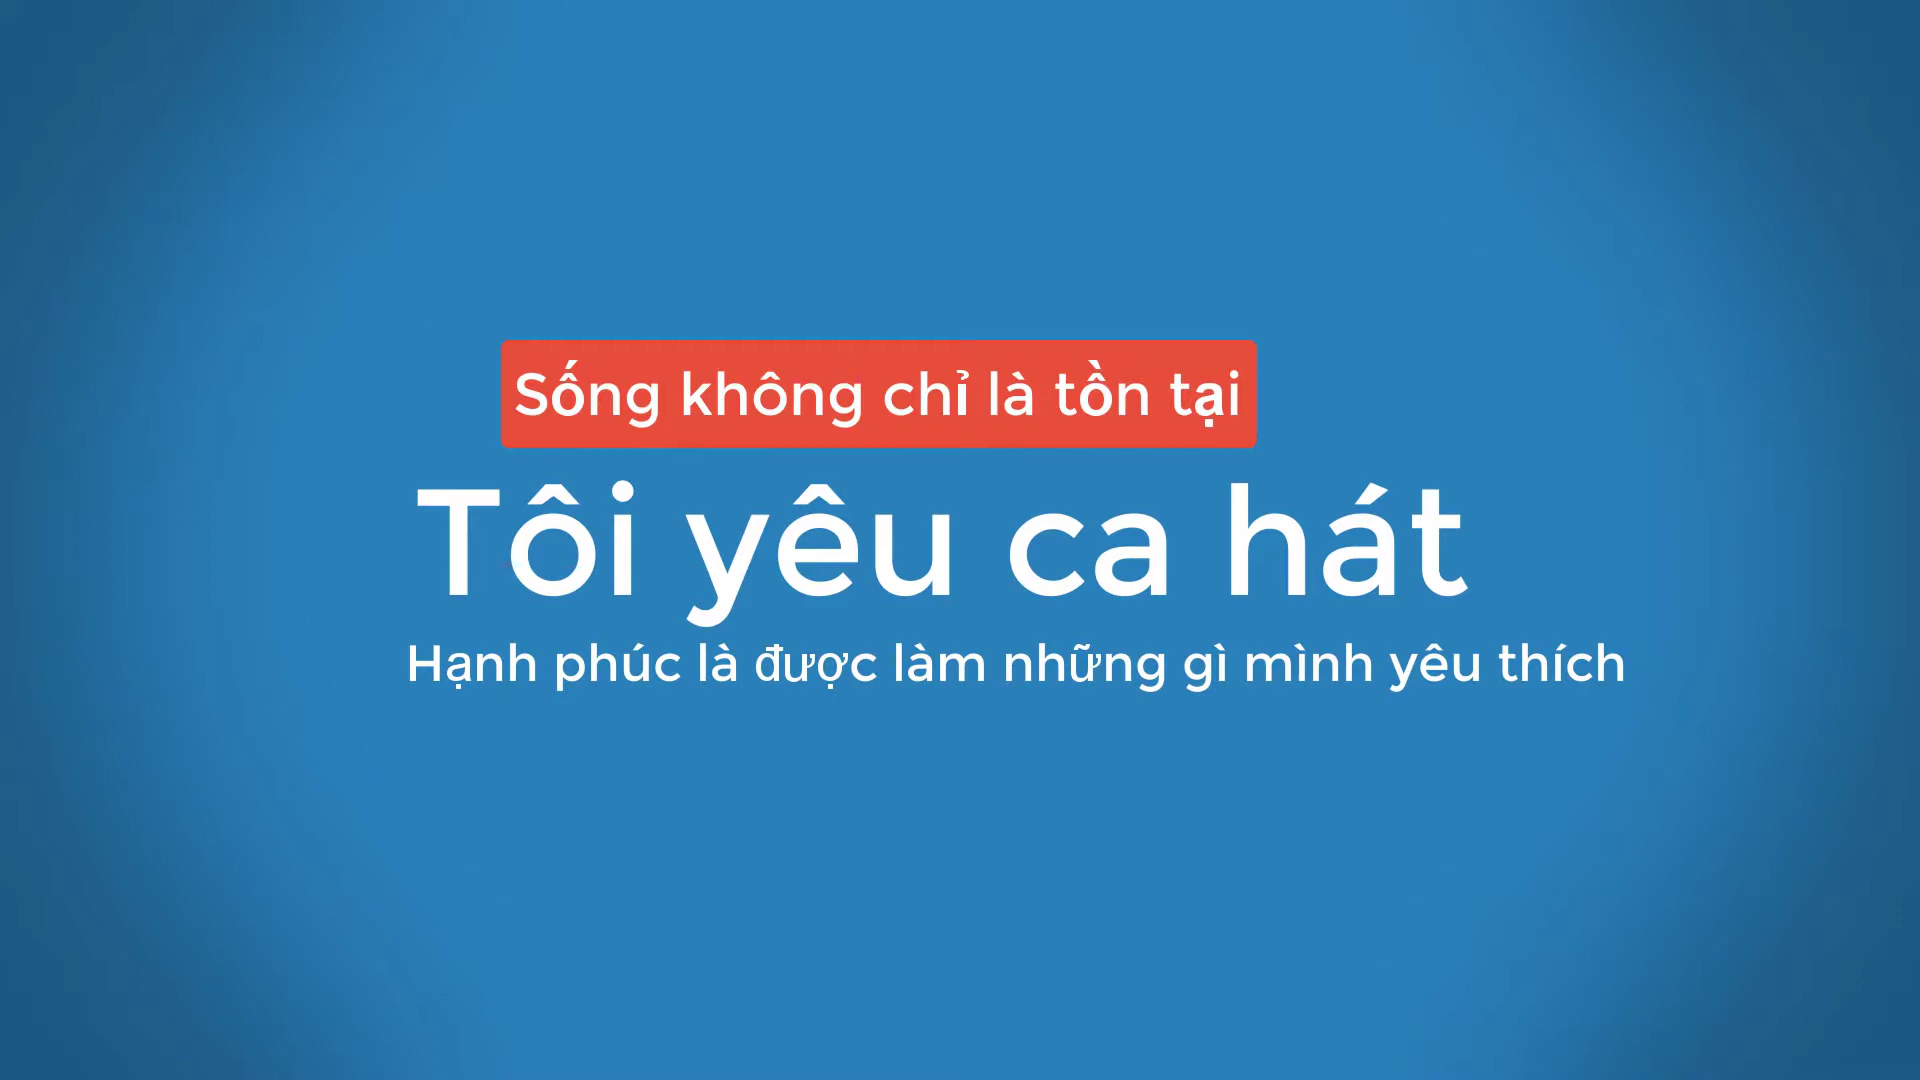 Sống không chỉ là tồn tại
Tôi yêu ca hát
Hạnh phúc là được làm những gì mình yêu thích